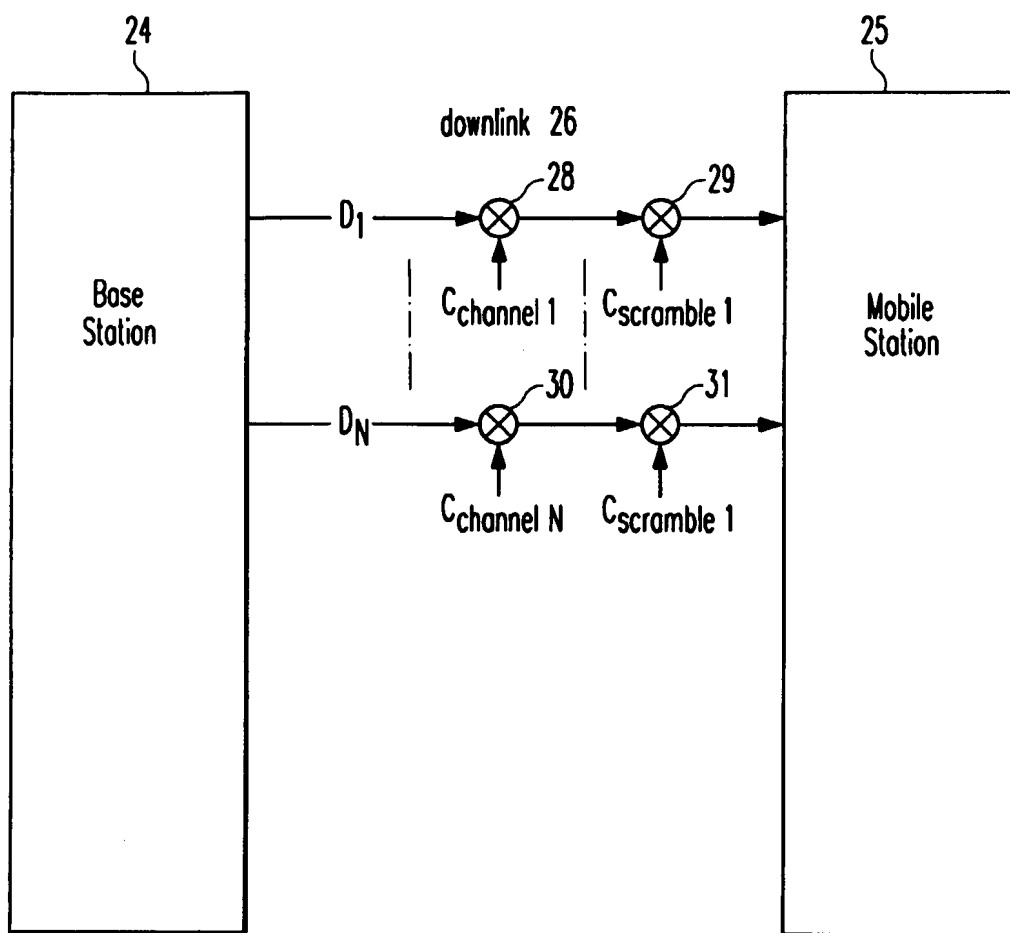 24
25
downlink 26
28
29
D1
Cchannel 1
Cscramble 1
Base
Station
Mobile
Station
30
31
DN
Cchannel N
Cscramble 1